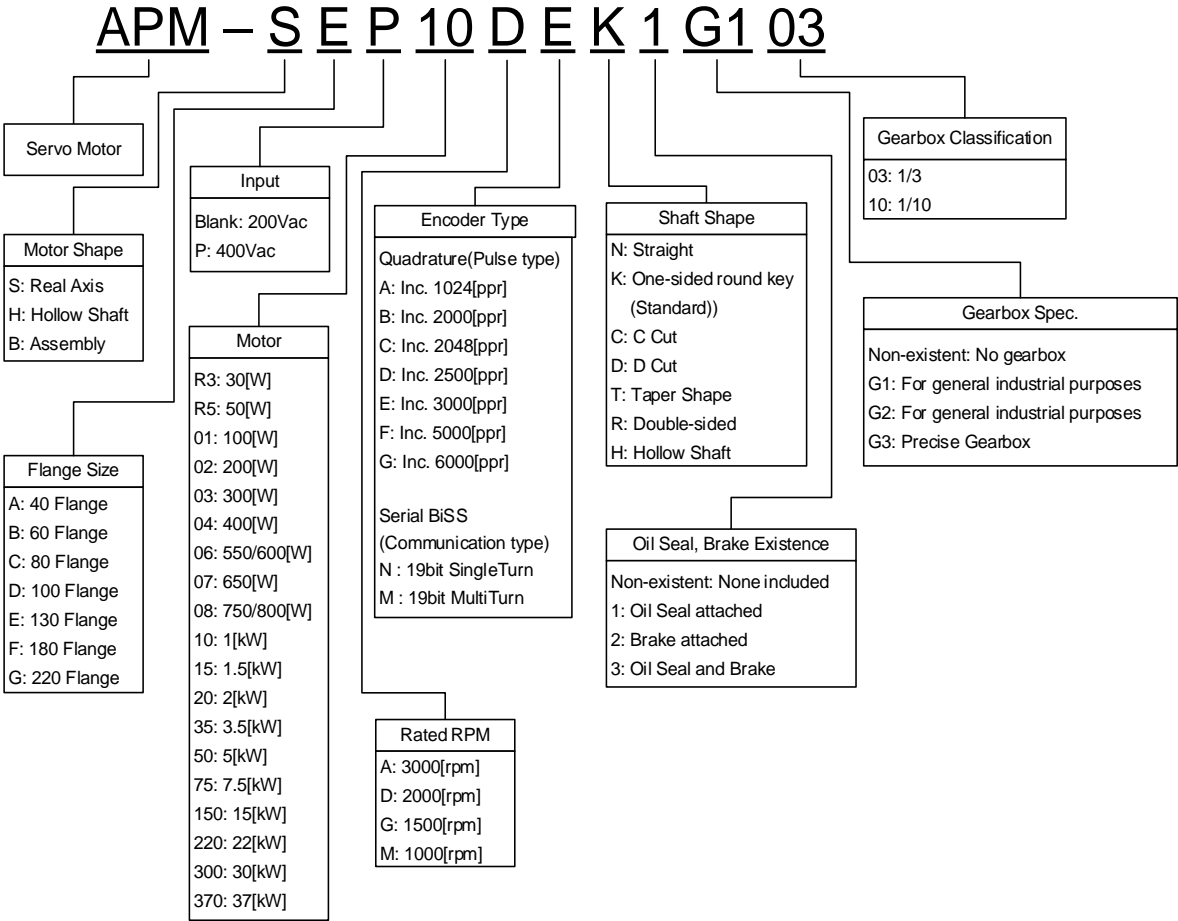 APM – S E P 10 D E K 1 G1 03
Servo Motor
Motor Shape
S: Real Axis
H: Hollow Shaft
B: Assembly
Flange Size
A: 40 Flange
B: 60 Flange
C: 80 Flange
D: 100 Flange
E: 130 Flange
F: 180 Flange
G: 220 Flange
Input
Blank: 200Vac
P: 400Vac
Motor
R3: 30[W]
R5: 50[W]
01: 100[W]
02: 200[W]
03: 300[W]
04: 400[W]
06: 550/600[W]
07: 650[W]
08: 750/800[W]
10: 1[kW]
15: 1.5[kW]
20: 2[kW]
35: 3.5[kW]
50: 5[kW]
75: 7.5[kW]
150: 15[kW]
220: 22[kW]
300: 30[kW]
370: 37[kW]
Encoder Type
Quadrature(Pulse type)
A: Inc. 1024[ppr]
B: Inc. 2000[ppr]
C: Inc. 2048[ppr]
D: Inc. 2500[ppr]
E: Inc. 3000[ppr]
F: Inc. 5000[ppr]
G: Inc. 6000[ppr]
Serial BiSS
(Communication type)
N : 19bit SingleTurn
M : 19bit MultiTurn
Rated RPM
A: 3000[rpm]
D: 2000[rpm]
G: 1500[rpm]
M: 1000[rpm]
Shaft Shape
N: Straight
K: One-sided round key
(Standard))
C: C Cut
D: D Cut
T: Taper Shape
R: Double-sided
H: Hollow Shaft
Oil Seal, Brake Existence
Non-existent: None included
1: Oil Seal attached
2: Brake attached
3: Oil Seal and Brake
Gearbox Classification
03: 1/3
10: 1/10
Gearbox Spec.
Non-existent: No gearbox
G1: For general industrial purposes
G2: For general industrial purposes
G3: Precise Gearbox